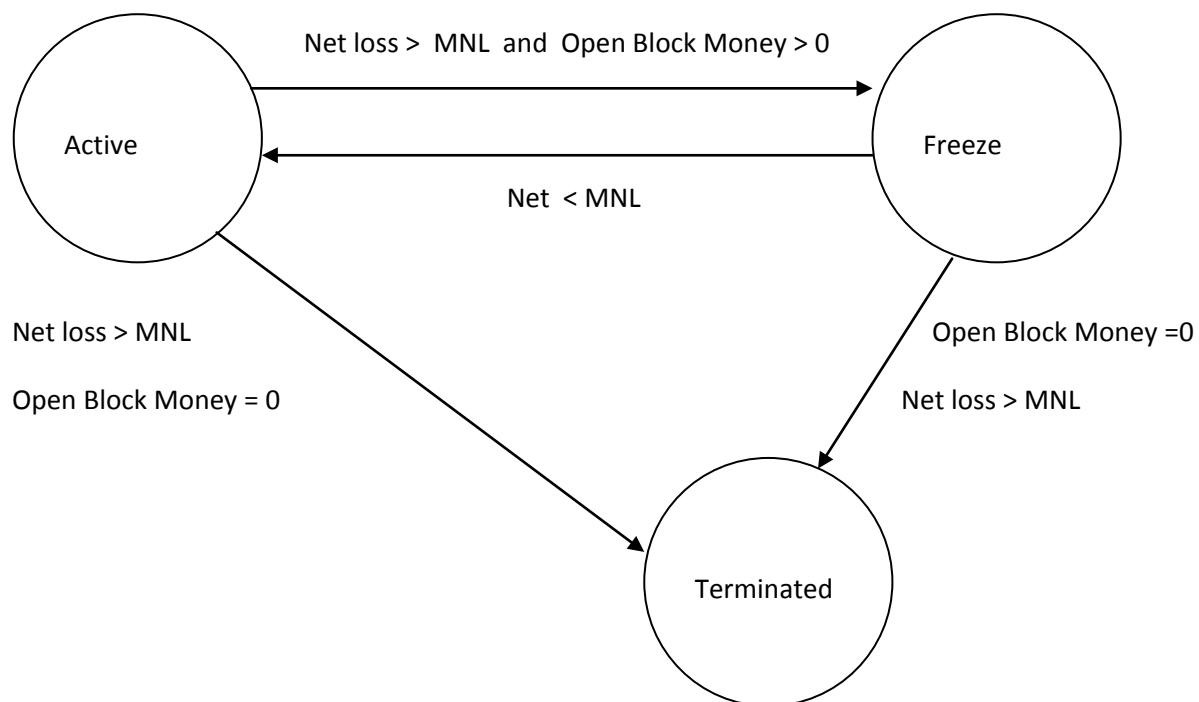 Net loss > MNL and Open Block Money > 0
Active
Freeze
Net < MNL
Net loss > MNL
Open Block Money =0
Open Block Money = 0
Net loss > MNL
Terminated